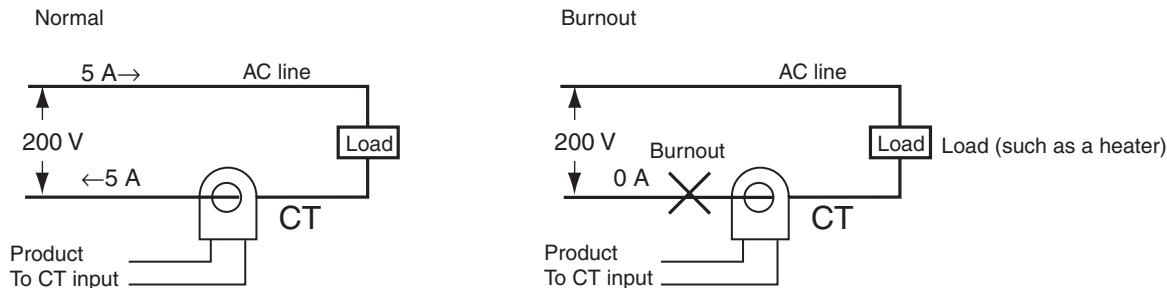 Normal
5 A→
AC line
200 V
Load
←5 A
CT
Product
To CT input
Burnout
AC line
200 V
Burnout
Load
Load (such as a heater)
0 A
CT
Product
To CT input